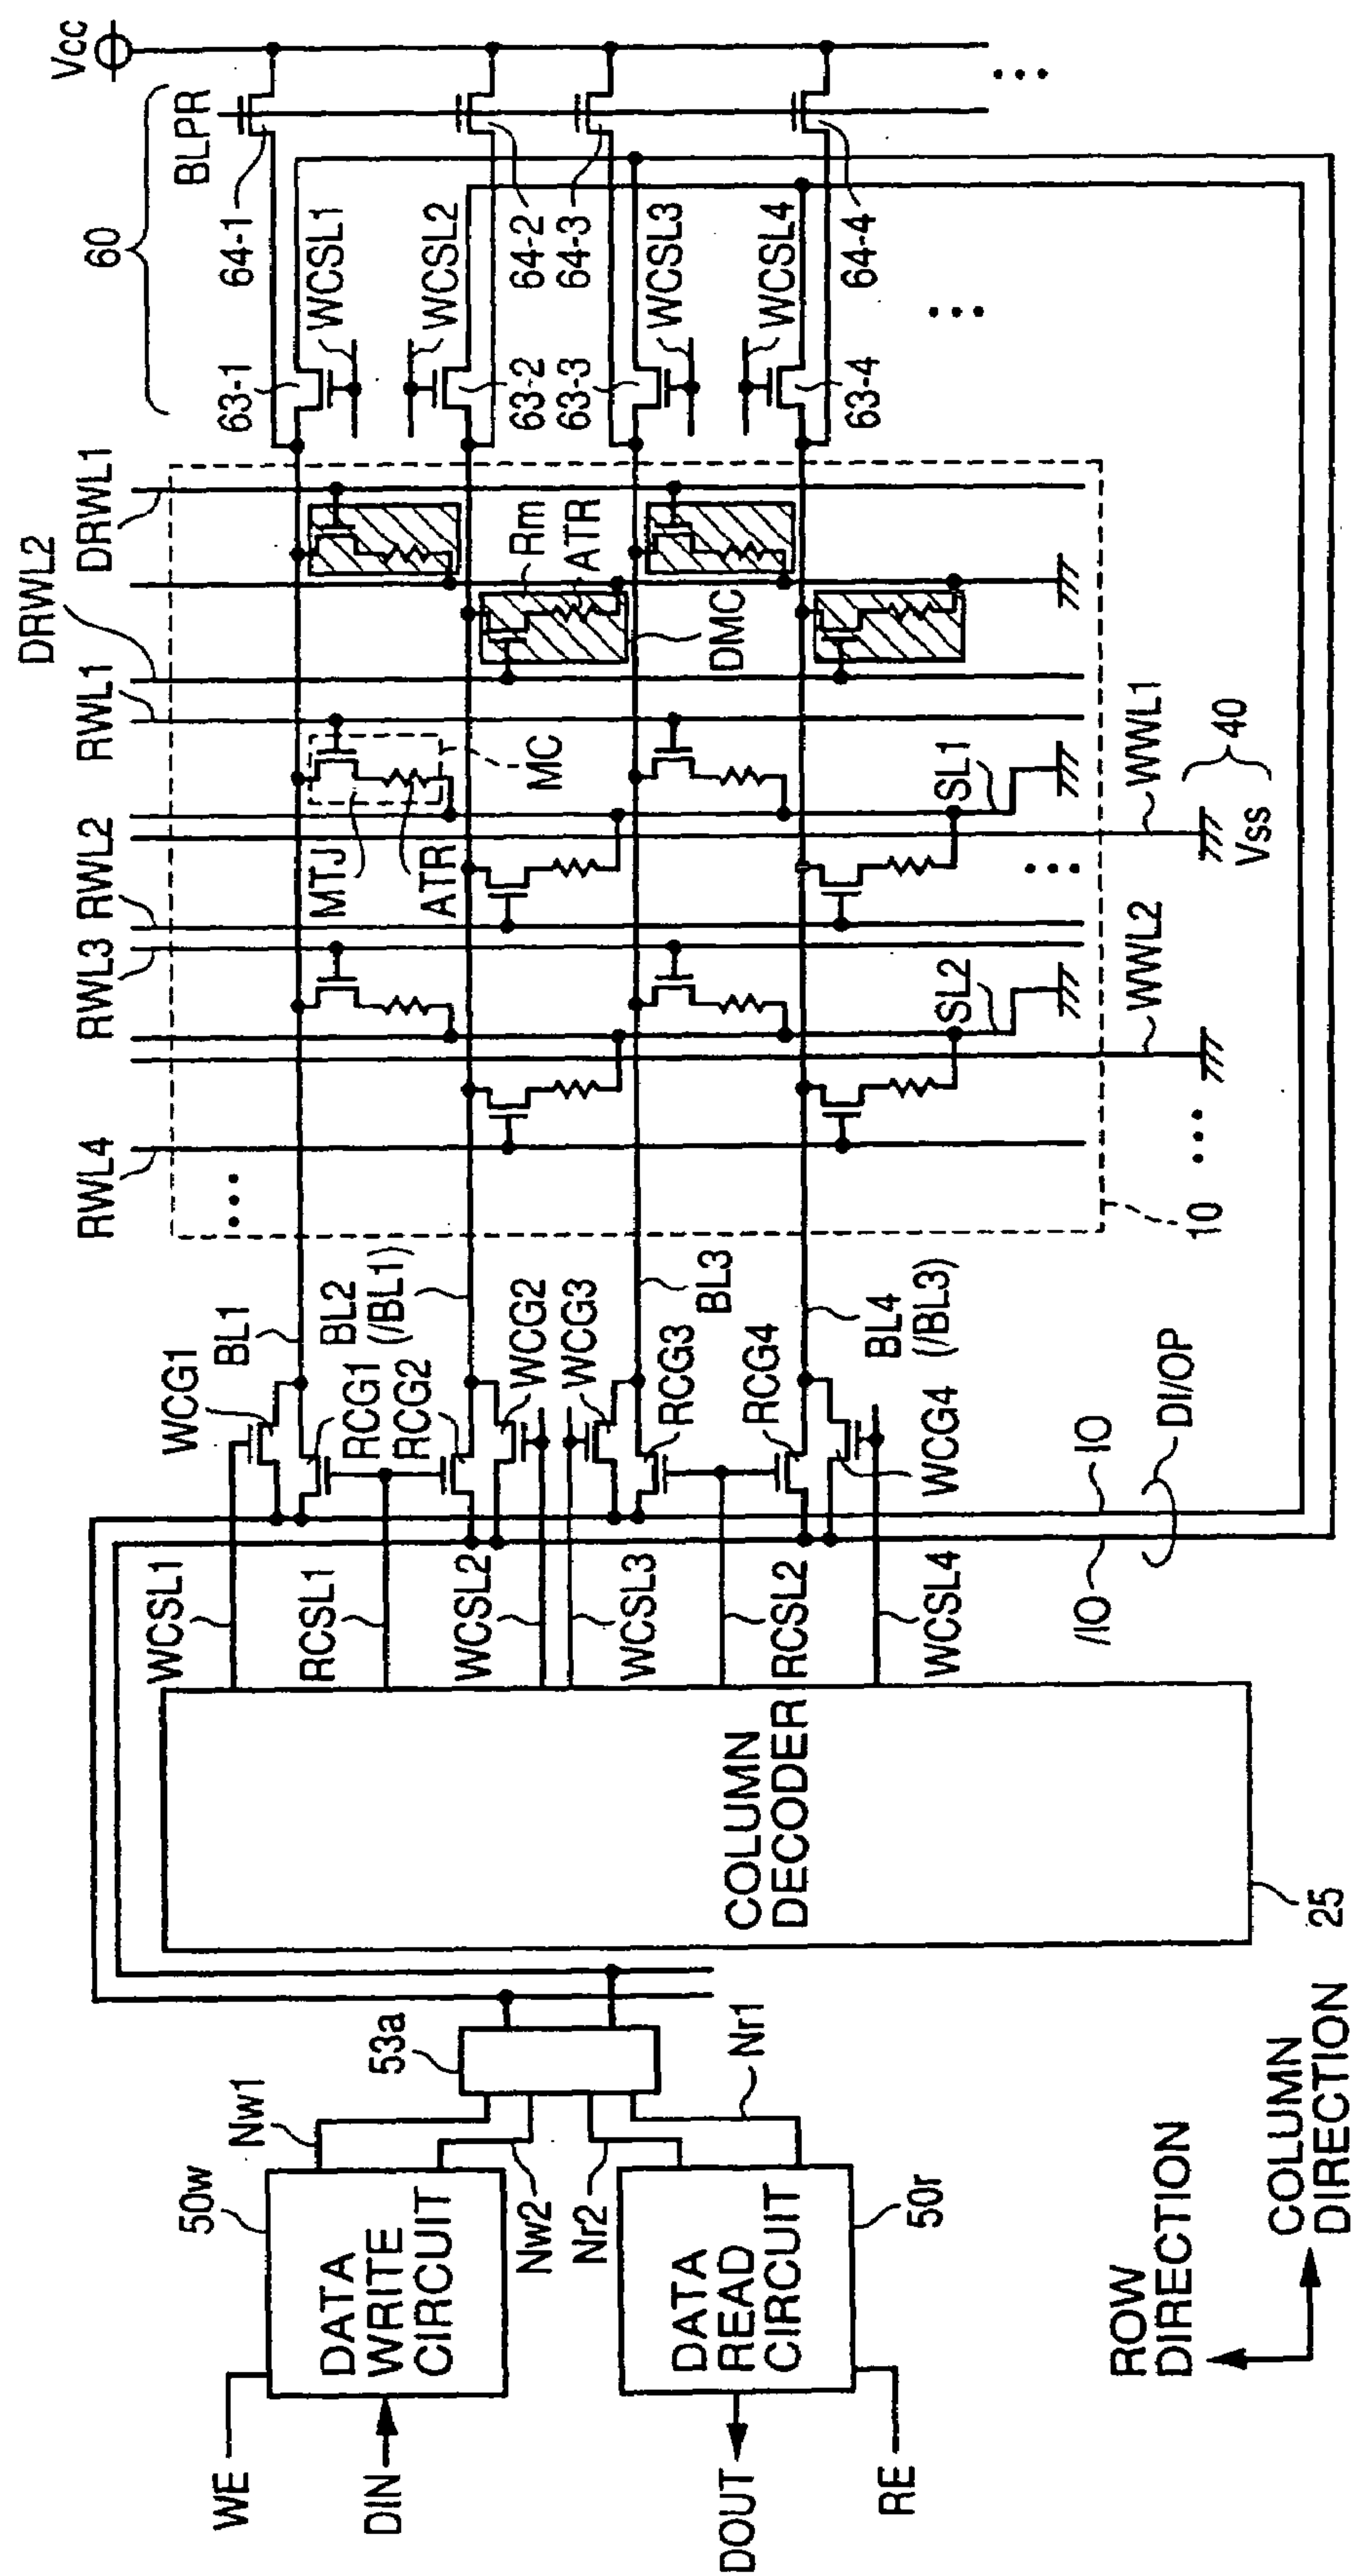 Vcc
60
BLPR
64-1
63-1
WCSL1
WCSL2
63-2
64-2
64-3
63-3
WCSL3
WCSL4
63-4
64-4
DRWL1
DRWL2
RWL1
RWL2
RWL3
RWL4
Rm
ATR
DMC
MC
MTJ
ATR
SL1
WWL1
40
Vss
SL2
WWL2
10
WCG1
BL1
RCG1
BL2
(/BL1)
RCG2
WCG2
WCG3
BL3
RCG3
RCG4
BL4
(/BL3)
WCG4
DI/OP
IO
/IO
WCSL1
RCSL1
WCSL2
WCSL3
RCSL2
WCSL4
COLUMN
DECODER
25
53a
Nw1
Nw2
Nr2
Nr1
50w
DATA
WRITE
CIRCUIT
WE
DIN
50r
DATA
READ
CIRCUIT
DOUT
RE
ROW
DIRECTION
COLUMN
DIRECTION